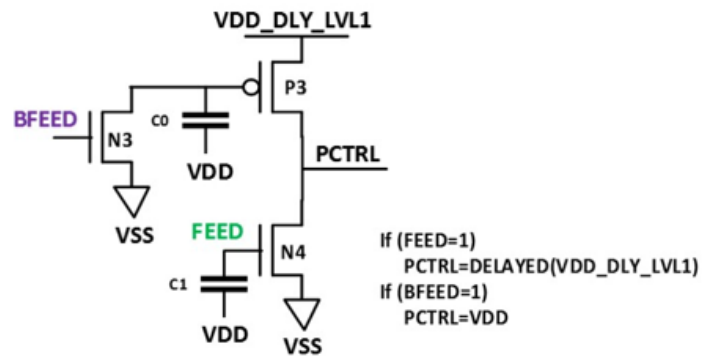 VDD_DLY_LVL1
P3
BFEED
N3
C0
VDD
PCTRL
VSS
FEED
N4
C1
VDD
VSS
If (FEED=1)
PCTRL=DELAYED(VDD_DLY_LVL1)
If (BFEED=1)
PCTRL=VDD